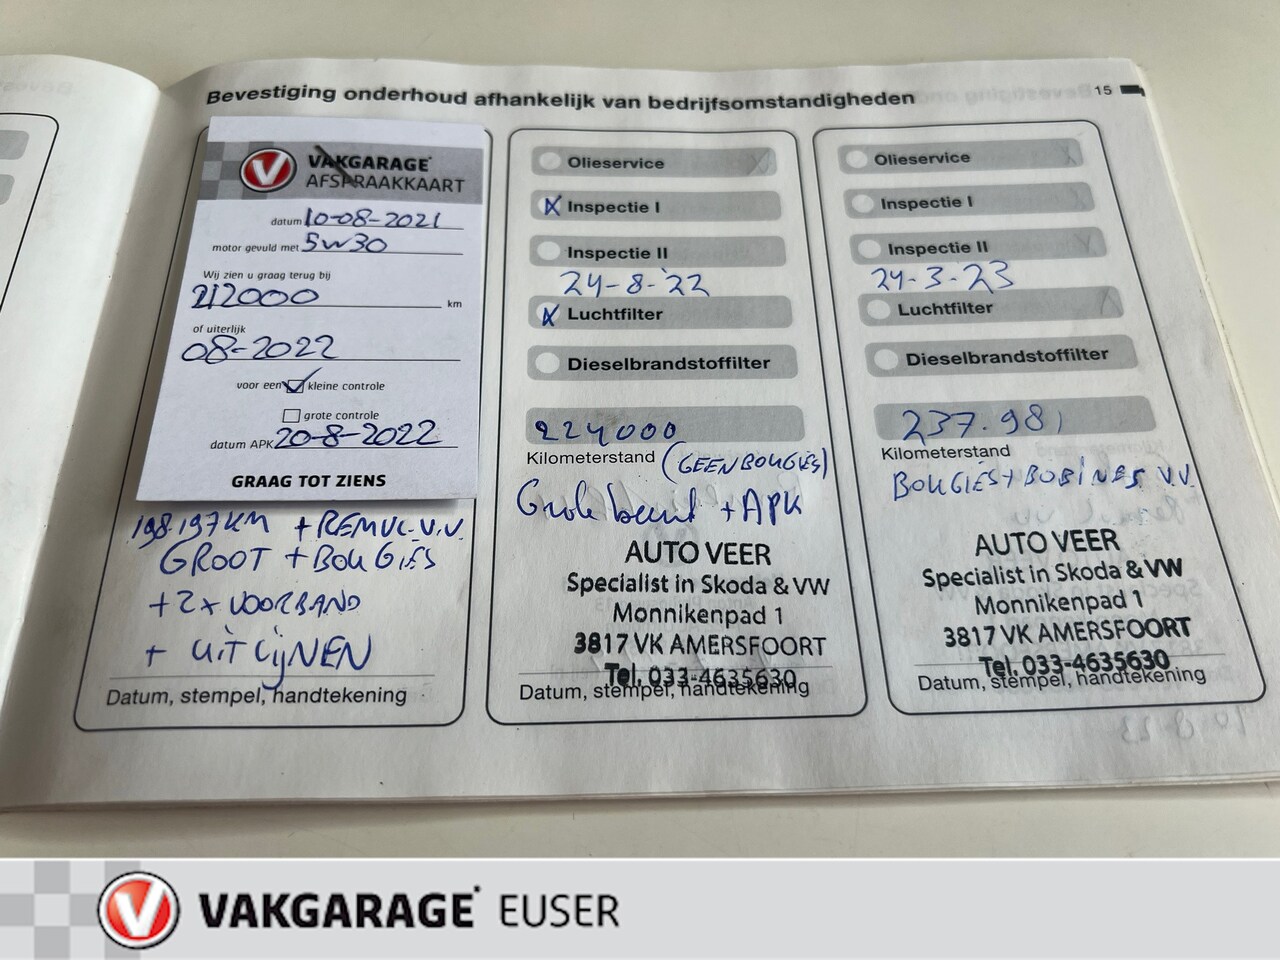 Bevestiging onderhoud afhankelijk van bedrijfsomstandigheden
15
VAKGARAGE
AFSPRAAKKAART
datum 10-08-2021
motor gevuld met 5W30
Wij zien u graag terug bij
212000 km
of uiterlijk
08-2022
voor een kleine controle
grote controle
datum APK 20-8-2022
GRAAG TOT ZIENS
198.197KM + REMVL.V.V.
GROOT + BOUGIES
+ 2x VOORBAND
+ UITLIJNEN
Datum, stempel, handtekening
Olieservice
X Inspectie I
Inspectie II
24-8-'22
X Luchtfilter
Dieselbrandstoffilter
224000
Kilometerstand (GEEN BOUGIES)
Grote beurt + APK
AUTO VEER
Specialist in Skoda & VW
Monnikenpad 1
3817 VK AMERSFOORT
Tel. 033-4635630
Datum, stempel, handtekening
Olieservice
Inspectie I
Inspectie II
24-3-23
Luchtfilter
Dieselbrandstoffilter
237.981
Kilometerstand
BOUGIES + BOBINES V.V.
AUTO VEER
Specialist in Skoda & VW
Monnikenpad 1
3817 VK AMERSFOORT
Tel. 033-4635630
Datum, stempel, handtekening
VAKGARAGE EUSER